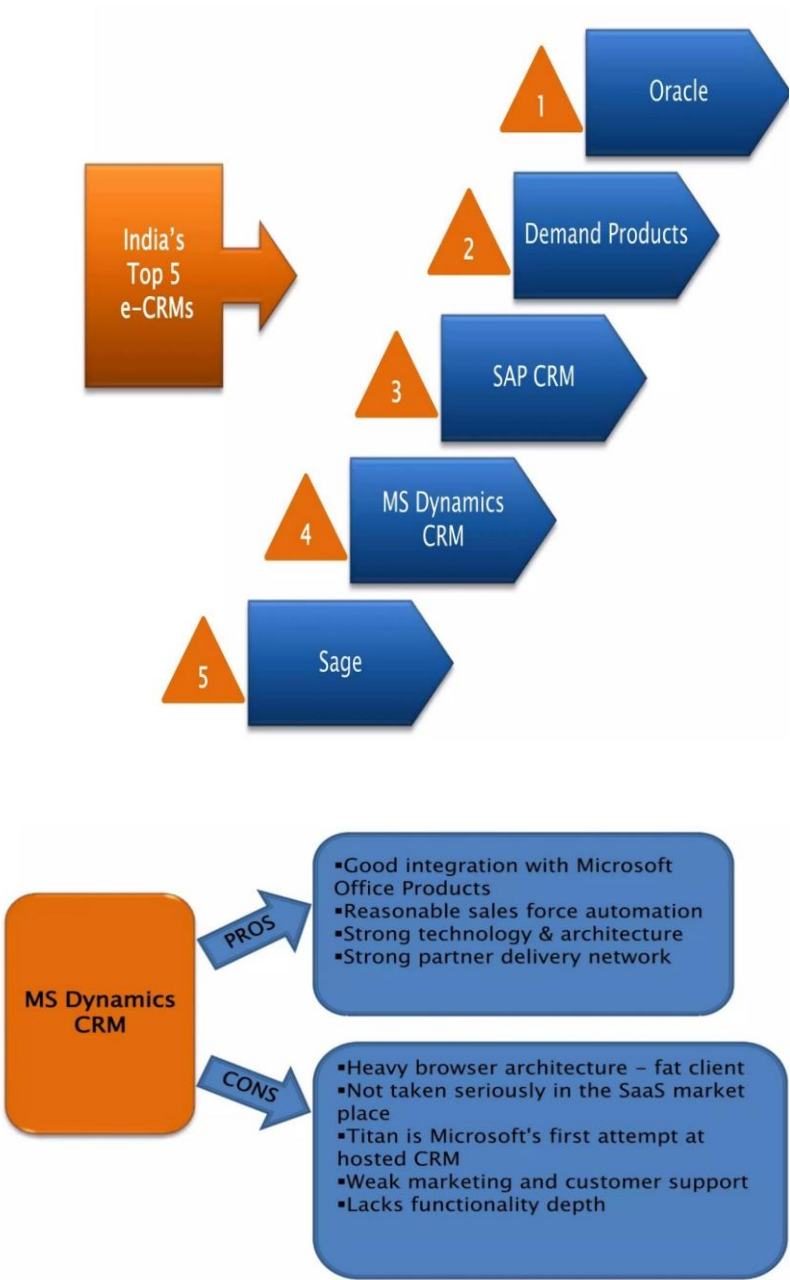 1
Oracle
India's
Top 5
e-CRMs
2
Demand Products
3
SAP CRM
4
MS Dynamics
CRM
5
Sage
MS Dynamics
CRM
PROS
▪Good integration with Microsoft
Office Products
▪Reasonable sales force automation
▪Strong technology & architecture
▪Strong partner delivery network
CONS
▪Heavy browser architecture – fat client
▪Not taken seriously in the SaaS market
place
▪Titan is Microsoft's first attempt at
hosted CRM
▪Weak marketing and customer support
▪Lacks functionality depth